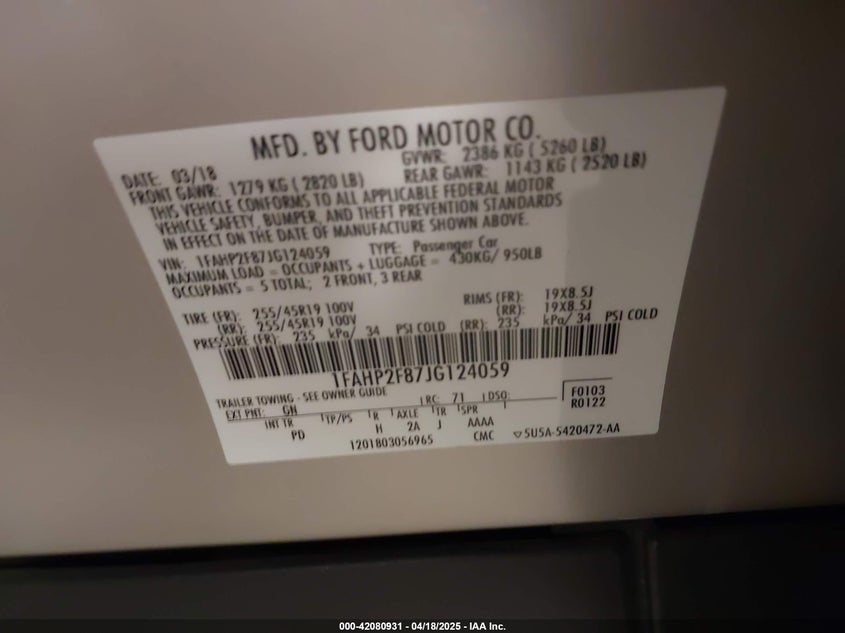 MFD. BY FORD MOTOR CO.
DATE: 03/18 GVWR: 2386 KG ( 5260 LB)
FRONT GAWR: 1279 KG ( 2820 LB) REAR GAWR: 1143 KG ( 2520 LB)
THIS VEHICLE CONFORMS TO ALL APPLICABLE FEDERAL MOTOR
VEHICLE SAFETY, BUMPER, AND THEFT PREVENTION STANDARDS
IN EFFECT ON THE DATE OF MANUFACTURE SHOWN ABOVE.
VIN: 1FAHP2F87JG124059 TYPE: Passenger Car
MAXIMUM LOAD = OCCUPANTS + LUGGAGE = 430KG/ 950LB
OCCUPANTS = 5 TOTAL; 2 FRONT, 3 REAR
TIRE (FR): 255/45R19 100V RIMS (FR): 19X8.5J
(RR): 255/45R19 100V (RR): 19X8.5J
PRESSURE (FR): 235 kPa/ 34 PSI COLD (RR): 235 kPa/ 34 PSI COLD
1FAHP2F87JG124059
TRAILER TOWING - SEE OWNER GUIDE
EXT PNT: GN RC: 71 DSO: F0103
R0122
INT TR TP/PS R AXLE TR SPR
PD H 2A J AAAA
1201803056965 CMC ▽5U5A-5420472-AA
000-42080931 - 04/18/2025 - IAA Inc.